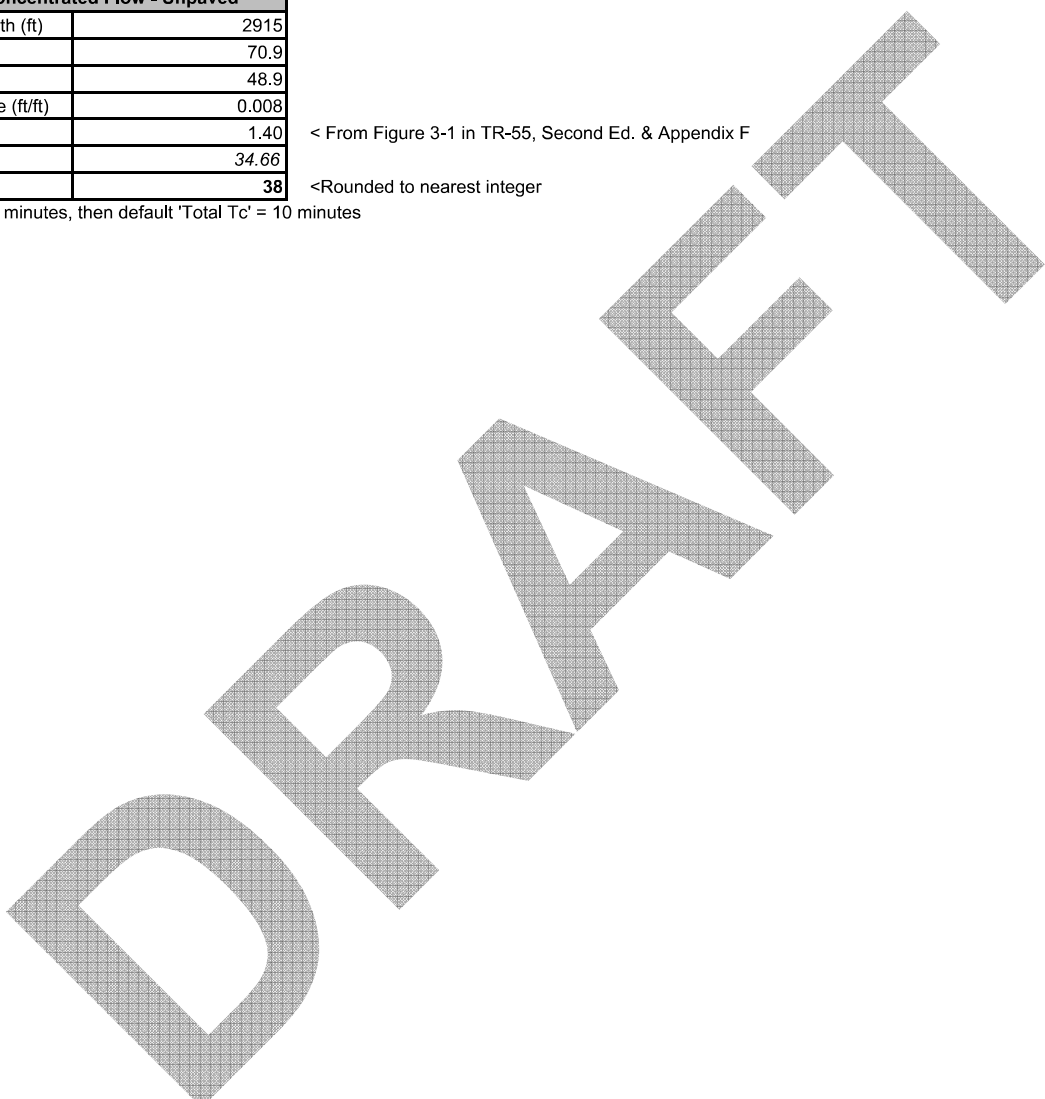 oncentrated Flow - Unpaved
th (ft) 2915
70.9
48.9
e (ft/ft) 0.008
1.40 < From Figure 3-1 in TR-55, Second Ed. & Appendix F
34.66
38 <Rounded to nearest integer
minutes, then default 'Total Tc' = 10 minutes
DRAFT